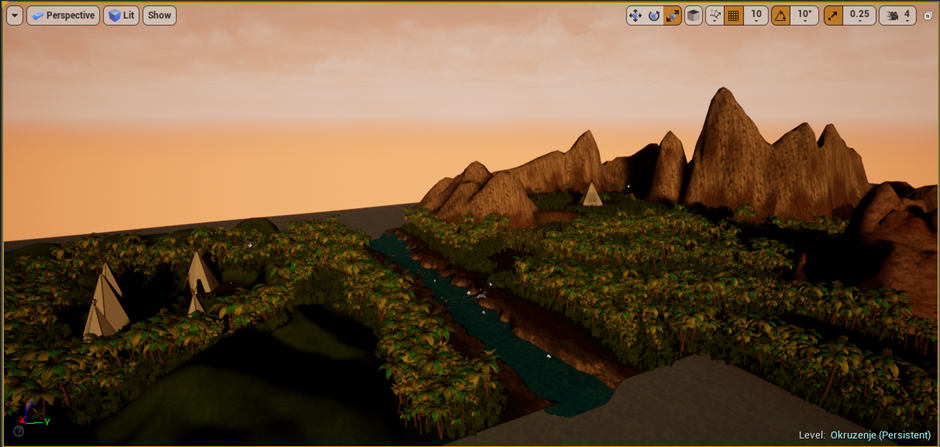 Perspective
Lit
Show
10
10°
0.25
4
X
Y
?
Level: Okruzenje (Persistent)